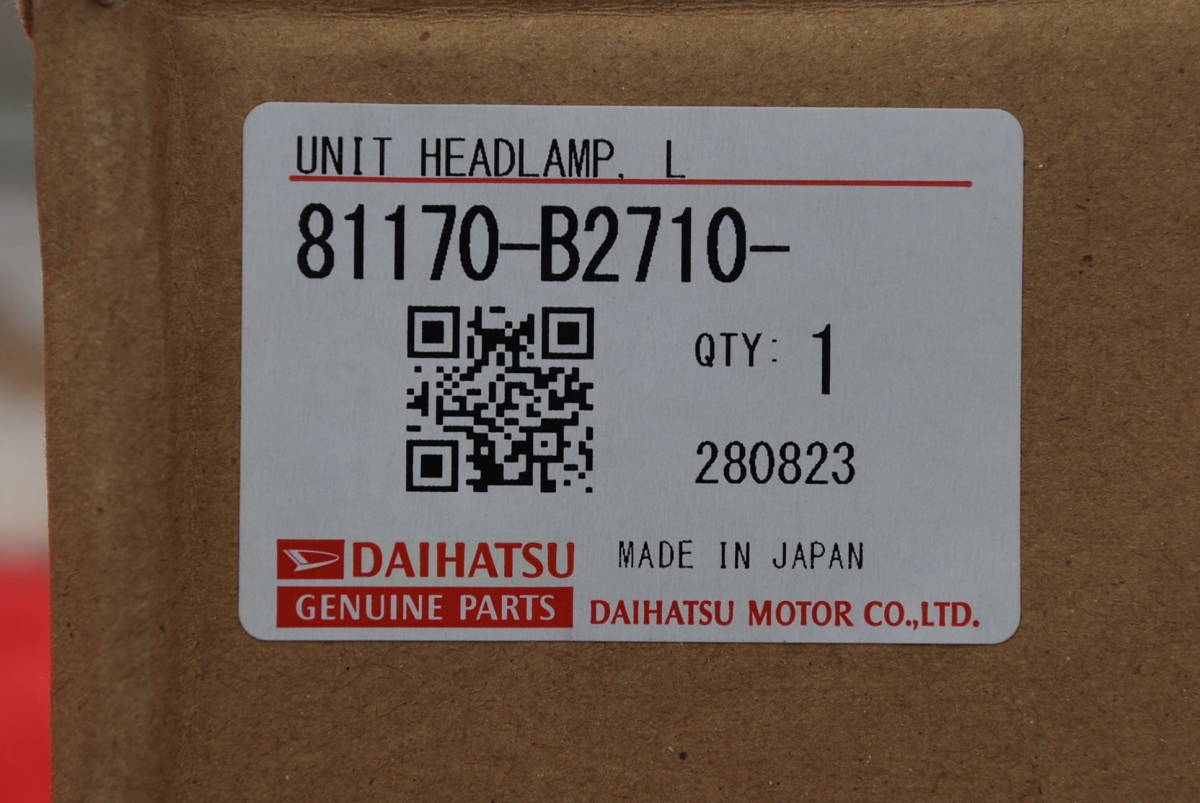 UNIT HEADLAMP, L
81170-B2710-
QTY: 1
280823
DAIHATSU MADE IN JAPAN
GENUINE PARTS DAIHATSU MOTOR CO.,LTD.